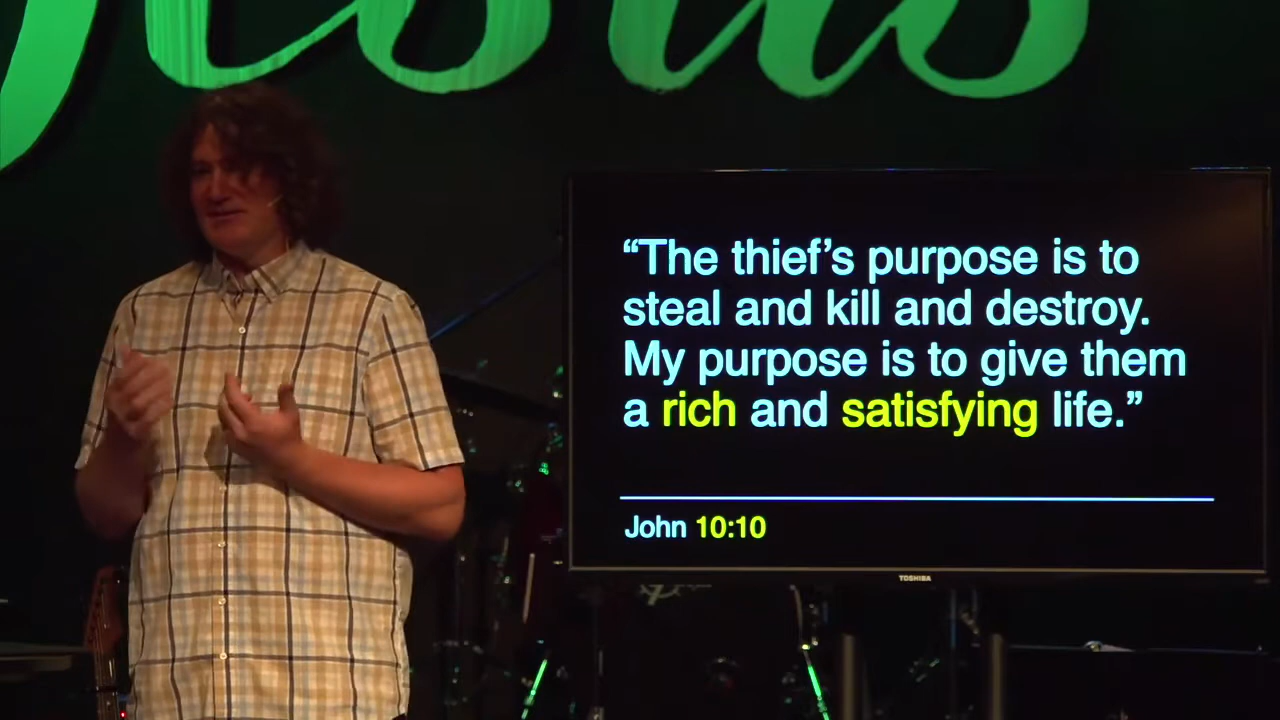 Jesus
“The thief’s purpose is to
steal and kill and destroy.
My purpose is to give them
a rich and satisfying life.”
John 10:10
TOSHIBA